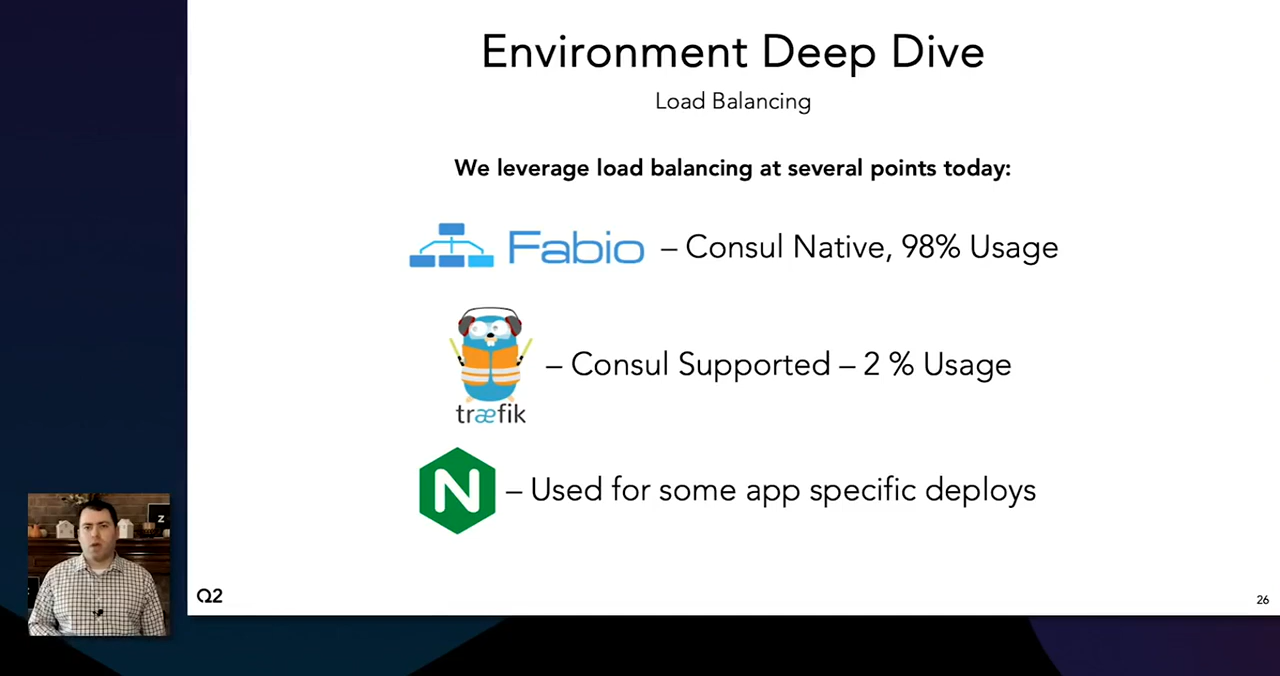 Environment Deep Dive
Load Balancing
We leverage load balancing at several points today:
Fabio – Consul Native, 98% Usage
– Consul Supported – 2 % Usage
træfik
N – Used for some app specific deploys
Z
Q2
26